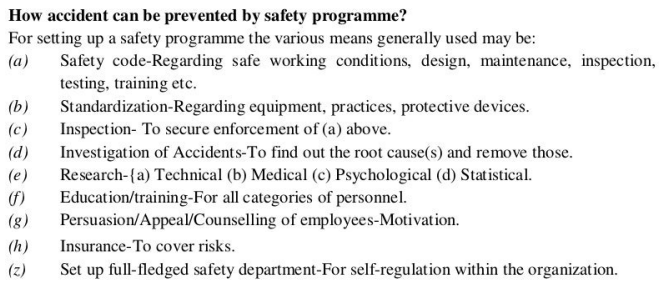 How accident can be prevented by safety programme?
For setting up a safety programme the various means generally used may be:
(a) Safety code-Regarding safe working conditions, design, maintenance, inspection,
testing, training etc.
(b) Standardization-Regarding equipment, practices, protective devices.
(c) Inspection- To secure enforcement of (a) above.
(d) Investigation of Accidents-To find out the root cause(s) and remove those.
(e) Research-{a) Technical (b) Medical (c) Psychological (d) Statistical.
(f) Education/training-For all categories of personnel.
(g) Persuasion/Appeal/Counselling of employees-Motivation.
(h) Insurance-To cover risks.
(z) Set up full-fledged safety department-For self-regulation within the organization.